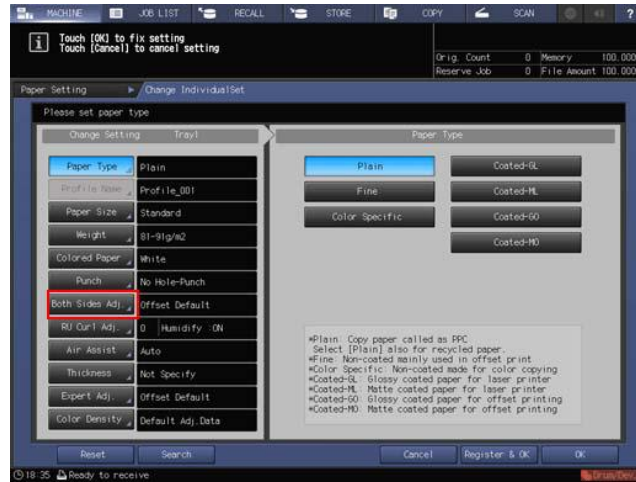 MACHINE JOB LIST RECALL STORE COPY SCAN ?
Touch [OK] to fix setting
Touch [Cancel] to cancel setting
Orig. Count 0 Memory 100.000
Reserve Job 0 File Amount 100.000
Paper Setting Change IndividualSet
Please set paper type
Change Setting Tray1 Paper Type
Paper Type Plain Plain Coated-GL
Profile Name Profile_001 Fine Coated-ML
Paper Size Standard Color Specific Coated-GO
Weight 81-91g/m2 Coated-MO
Colored Paper White
Punch No Hole-Punch
Both Sides Adj. Offset Default
RU Curl Adj. 0 Humidify :ON
Air Assist Auto
Thickness Not Specify
Expert Adj. Offset Default
Color Density Default Adj.Data
*Plain: Copy paper called as PPC
Select [Plain] also for recycled paper.
*Fine: Non-coated mainly used in offset print
*Color Specific: Non-coated made for color copying
*Coated-GL: Glossy coated paper for laser printer
*Coated-ML: Matte coated paper for laser printer
*Coated-GO: Glossy coated paper for offset printing
*Coated-MO: Matte coated paper for offset printing
Reset Search Cancel Register & OK OK
18:35 Ready to receive Drum/Dev